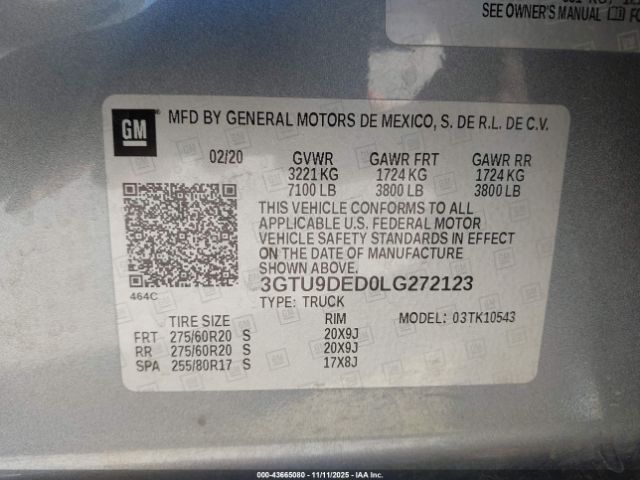 SEE OWNER'S MANUAL
GM
MFD BY GENERAL MOTORS DE MEXICO, S. DE R.L. DE C.V.
02/20 GVWR GAWR FRT GAWR RR
3221 KG 1724 KG 1724 KG
7100 LB 3800 LB 3800 LB
THIS VEHICLE CONFORMS TO ALL
APPLICABLE U.S. FEDERAL MOTOR
VEHICLE SAFETY STANDARDS IN EFFECT
ON THE DATE OF MANUFACTURE
SHOWN ABOVE.
464C
3GTU9DED0LG272123
TYPE: TRUCK
TIRE SIZE RIM MODEL: 03TK10543
FRT 275/60R20 S 20X9J
RR 275/60R20 S 20X9J
SPA 255/80R17 S 17X8J
000-43665080 - 11/11/2025 - IAA Inc.